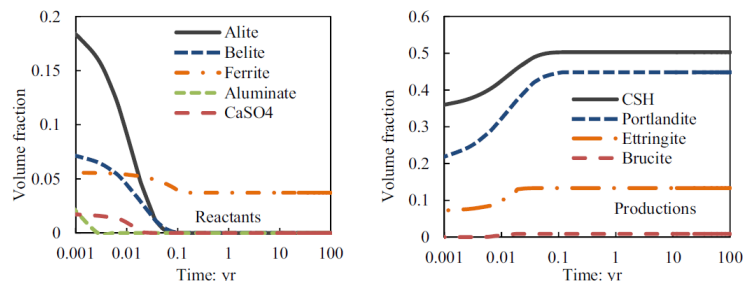 0.2
0.15
0.1
0.05
0
Volume fraction
Alite
Belite
Ferrite
Aluminate
CaSO4
Reactants
0.001 0.01 0.1 1 10 100
Time: yr
0.6
0.5
0.4
0.3
0.2
0.1
0
Volume fraction
CSH
Portlandite
Ettringite
Brucite
Productions
0.001 0.01 0.1 1 10 100
Time: yr